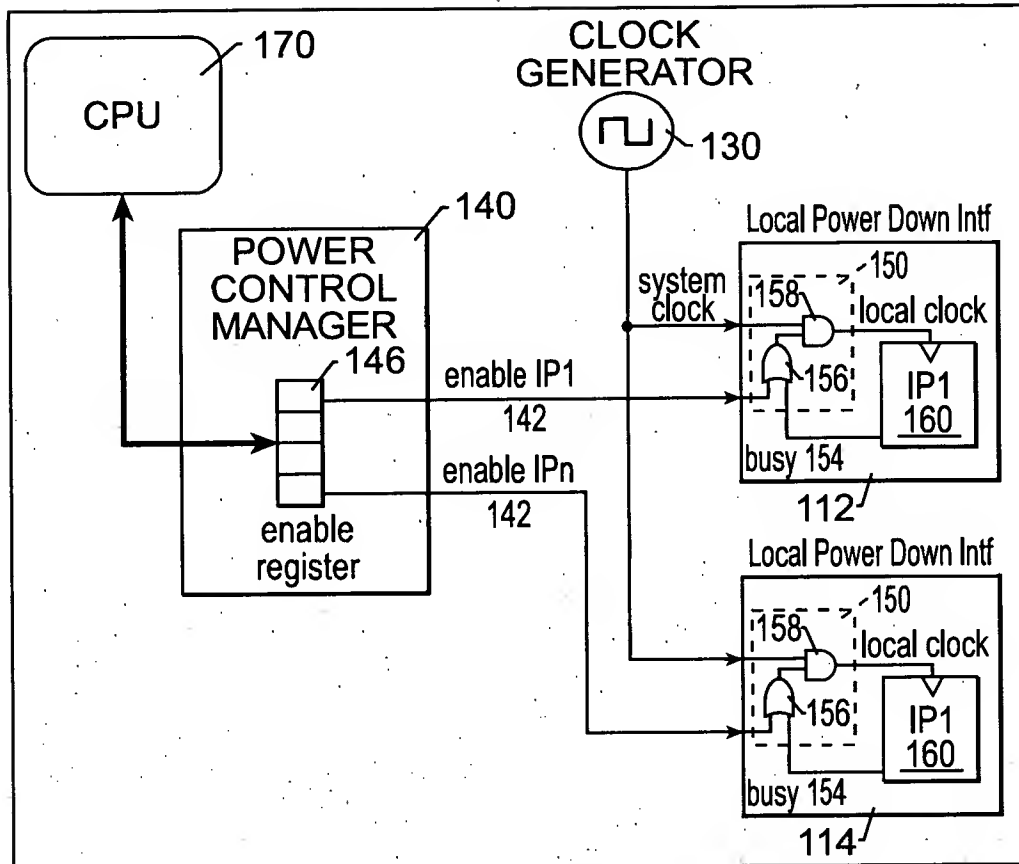 170
CPU
CLOCK
GENERATOR
130
140
POWER
CONTROL
MANAGER
146
enable
register
enable IP1
142
enable IPn
142
system
clock
Local Power Down Intf
150
158
local clock
156
IP1
160
busy 154
112
Local Power Down Intf
150
158
local clock
156
IP1
160
busy 154
114